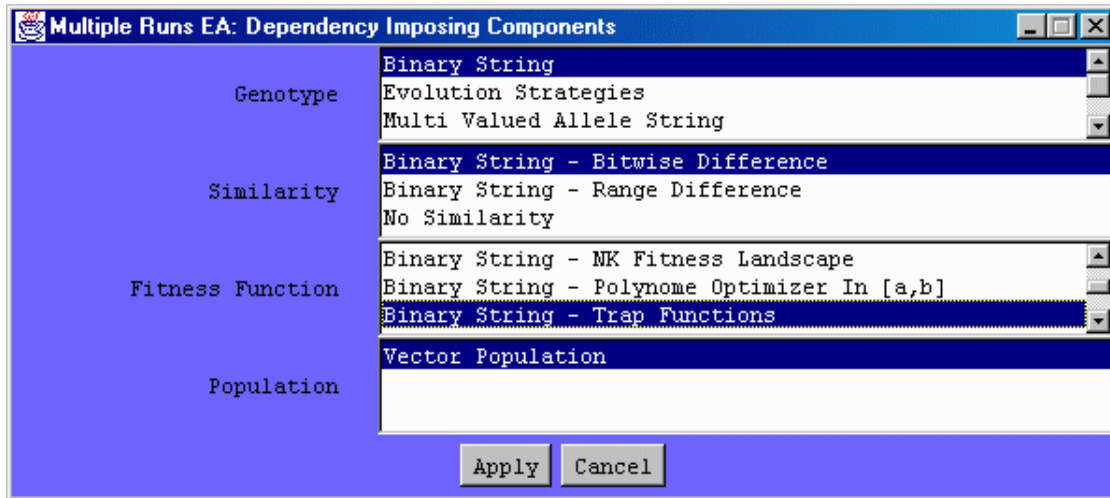 Multiple Runs EA: Dependency Imposing Components
Genotype
Binary String
Evolution Strategies
Multi Valued Allele String
Similarity
Binary String - Bitwise Difference
Binary String - Range Difference
No Similarity
Fitness Function
Binary String - NK Fitness Landscape
Binary String - Polynome Optimizer In [a,b]
Binary String - Trap Functions
Population
Vector Population
Apply Cancel